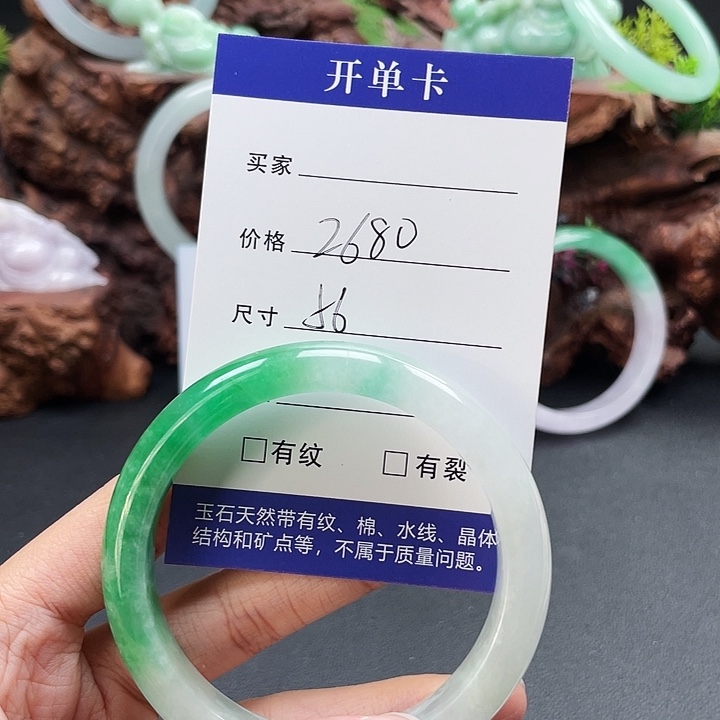 开单卡
买家
价格 2680
尺寸 56
□有纹 □有裂
玉石天然带有纹、棉、水线、晶体
结构和矿点等，不属于质量问题。